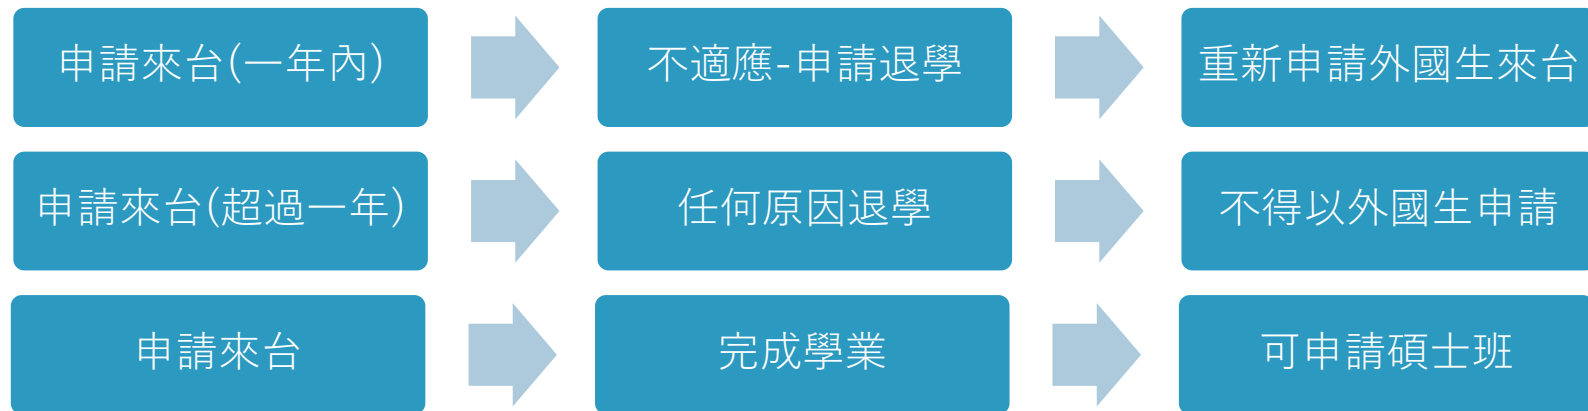 申請來台(一年內)
不適應-申請退學
重新申請外國生來台
申請來台(超過一年)
任何原因退學
不得以外國生申請
申請來台
完成學業
可申請碩士班